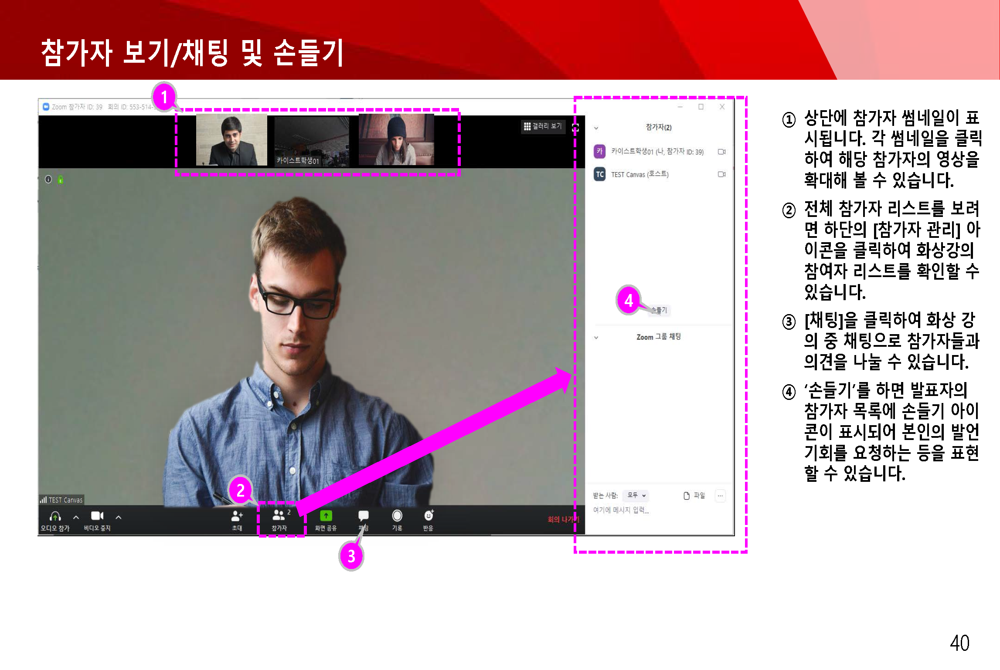 참가자 보기/채팅 및 손들기
1
Zoom 참가자 ID: 39 회의 ID: 553-514-
카이스트학생01
갤러리 보기
참가자(2)
카 카이스트학생01 (나, 참가자 ID: 39)
TC TEST Canvas (호스트)
4
손들기
Zoom 그룹 채팅
받는 사람: 모두 파일 ...
여기에 메시지 입력...
TEST Canvas
2
오디오 참가
비디오 중지
초대
2
참가자
화면 공유
채팅
기록
반응
회의 나가기
3
① 상단에 참가자 썸네일이 표
시됩니다. 각 썸네일을 클릭
하여 해당 참가자의 영상을
확대해 볼 수 있습니다.
② 전체 참가자 리스트를 보려
면 하단의 [참가자 관리] 아
이콘을 클릭하여 화상강의
참여자 리스트를 확인할 수
있습니다.
③ [채팅]을 클릭하여 화상 강
의 중 채팅으로 참가자들과
의견을 나눌 수 있습니다.
④ ‘손들기’를 하면 발표자의
참가자 목록에 손들기 아이
콘이 표시되어 본인의 발언
기회를 요청하는 등을 표현
할 수 있습니다.
40